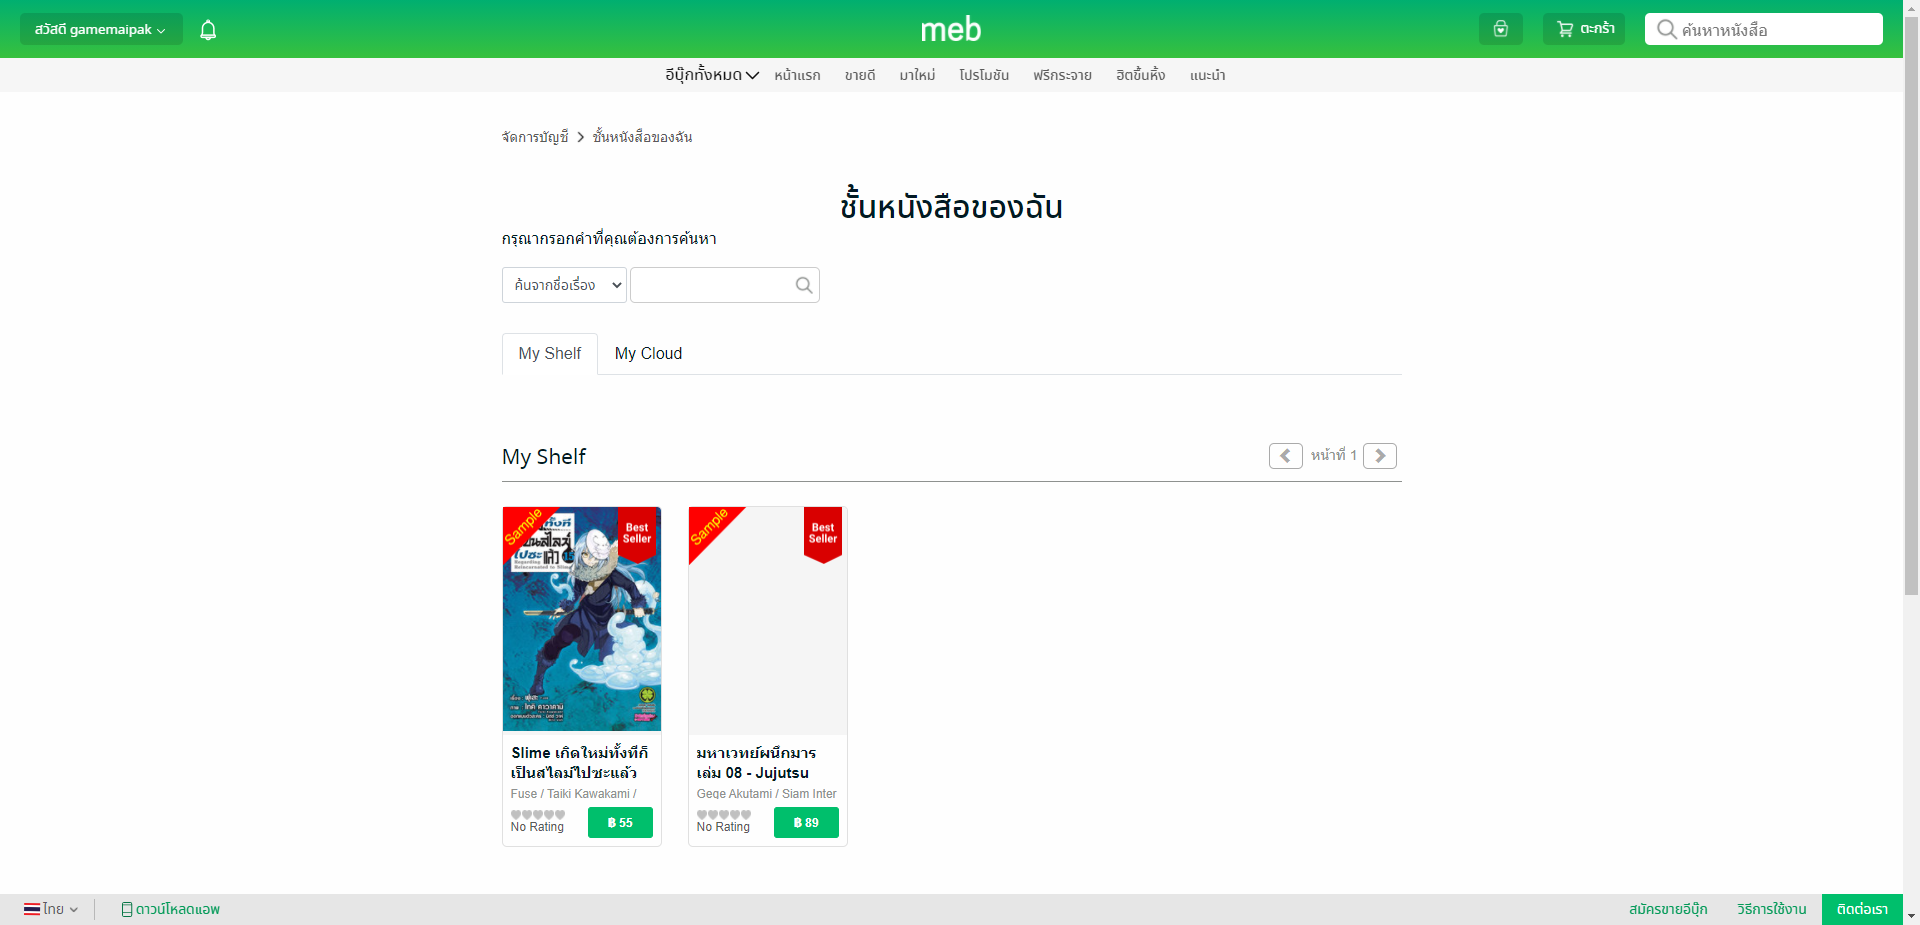 สวัสดี gamemaipak
meb
ตะกร้า
ค้นหาหนังสือ
อีบุ๊กทั้งหมด หน้าแรก ขายดี มาใหม่ โปรโมชัน ฟรีกระจาย ฮิตขึ้นหิ้ง แนะนำ
จัดการบัญชี ชั้นหนังสือของฉัน
ชั้นหนังสือของฉัน
กรุณากรอกคำที่คุณต้องการค้นหา
ค้นจากชื่อเรื่อง
My Shelf My Cloud
My Shelf
หน้าที่ 1
Sample
Best
Seller
Sample
Best
Seller
Slime เกิดใหม่ทั้งทีก็
เป็นสไลม์ไปซะแล้ว
Fuse / Taiki Kawakami /
No Rating
฿ 55
มหาเวทย์ผนึกมาร
เล่ม 08 - Jujutsu
Gege Akutami / Siam Inter
No Rating
฿ 89
ไทย
ดาวน์โหลดแอพ
สมัครขายอีบุ๊ก วิธีการใช้งาน ติดต่อเรา